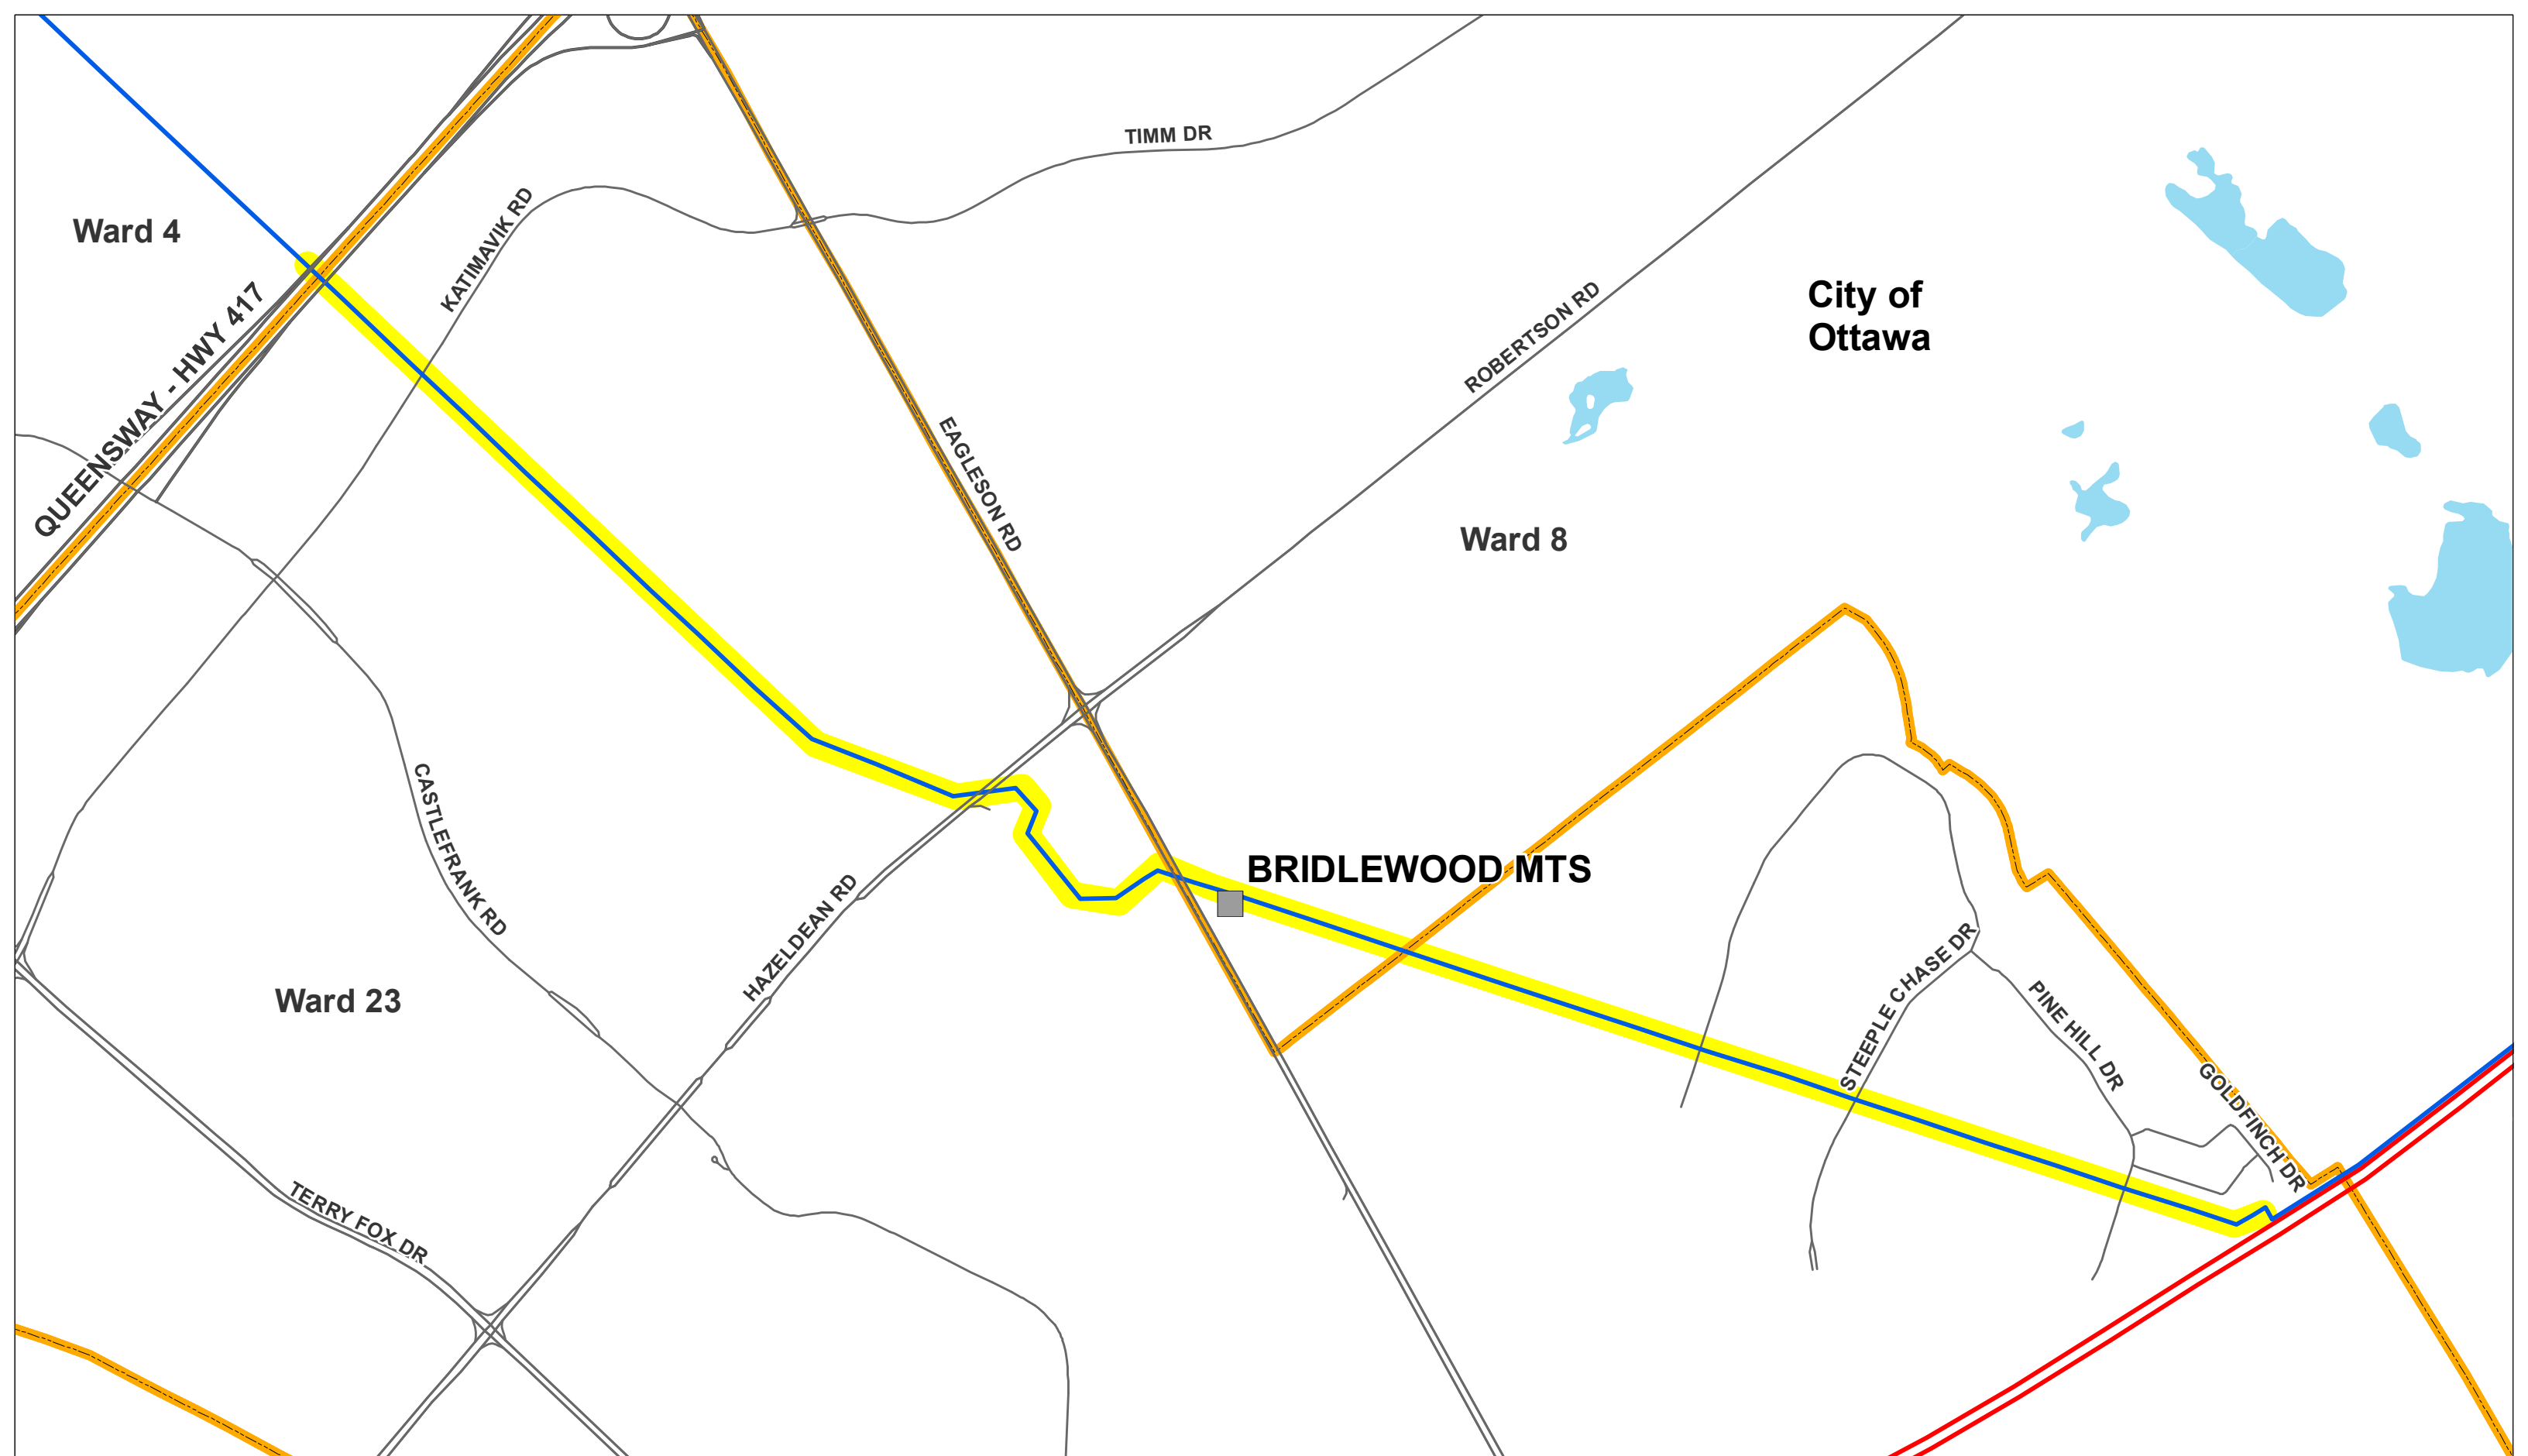 TIMM DR
Ward 4
KATIMAVIK RD
QUEENSWAY - HWY 417
City of
Ottawa
ROBERTSON RD
EAGLESON RD
Ward 8
CASTLEFRANK RD
BRIDLEWOOD MTS
HAZELDEAN RD
Ward 23
STEEPLE CHASE DR
PINE HILL DR
GOLDFINCH DR
TERRY FOX DR